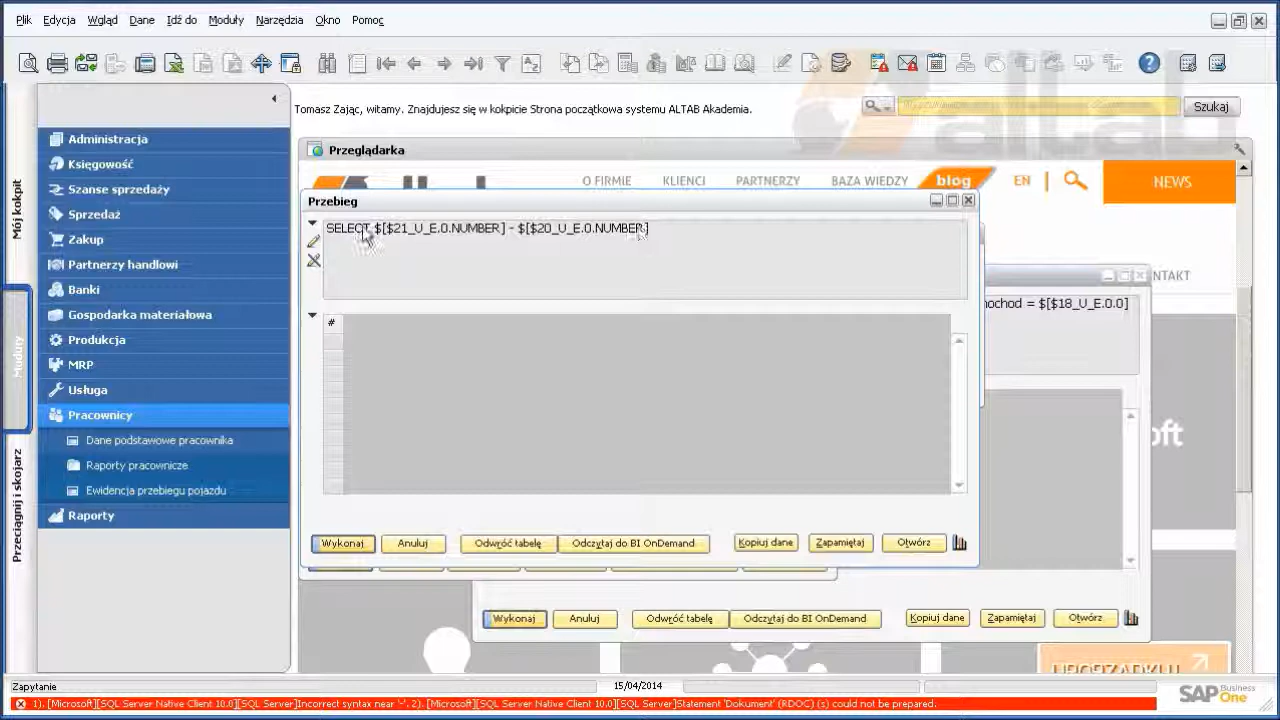 Plik Edycja Wgląd Dane Idź do Moduły Narzędzia Okno Pomoc
Tomasz Zając, witamy. Znajdujesz się w kokpicie Strona początkowa systemu ALTAB Akademia.
Szukaj
altab
Mój kokpit
Moduły
Przeciągnij i skojarz
Administracja
Księgowość
Szanse sprzedaży
Sprzedaż
Zakup
Partnerzy handlowi
Banki
Gospodarka materiałowa
Produkcja
MRP
Usługa
Pracownicy
Dane podstawowe pracownika
Raporty pracownicze
Ewidencja przebiegu pojazdu
Raporty
Przeglądarka
O FIRMIE KLIENCI PARTNERZY BAZA WIEDZY blog EN NEWS
Przebieg
SELECT $[$21_U_E.0.NUMBER] - $[$20_U_E.0.NUMBER]
#
Wykonaj Anuluj Odwróć tabelę Odczytaj do BI OnDemand Kopiuj dane Zapamiętaj Otwórz
NTAKT
ochod = $[$18_U_E.0.0]
oft
Wykonaj Anuluj Odwróć tabelę Odczytaj do BI OnDemand Kopiuj dane Zapamiętaj Otwórz
UPORZĄDKUJ
Zapytanie
15/04/2014
SAP Business One
1). [Microsoft][SQL Server Native Client 10.0][SQL Server]Incorrect syntax near '-'. 2). [Microsoft][SQL Server Native Client 10.0][SQL Server]Statement 'Dokument' (RDOC) (s) could not be prepared.